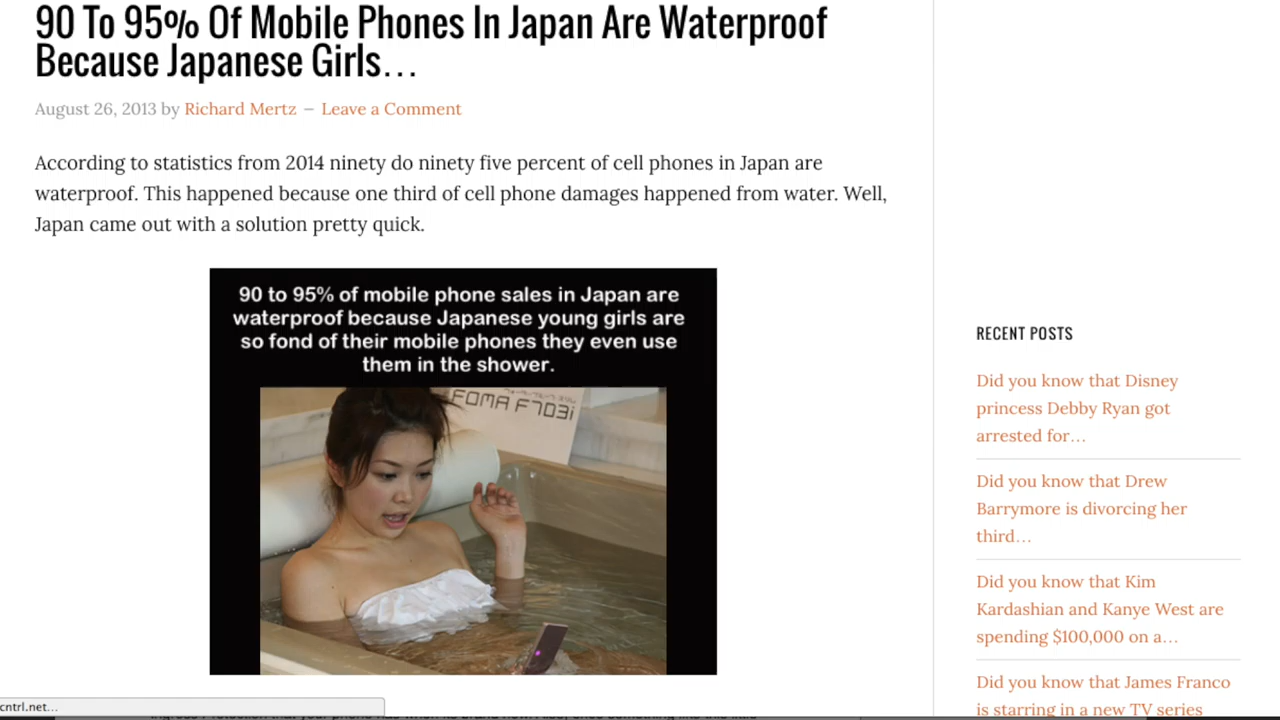 90 To 95% Of Mobile Phones In Japan Are Waterproof
Because Japanese Girls…
August 26, 2013 by Richard Mertz — Leave a Comment
According to statistics from 2014 ninety do ninety five percent of cell phones in Japan are
waterproof. This happened because one third of cell phone damages happened from water. Well,
Japan came out with a solution pretty quick.
90 to 95% of mobile phone sales in Japan are
waterproof because Japanese young girls are
so fond of their mobile phones they even use
them in the shower.
FOMA F703i
RECENT POSTS
Did you know that Disney
princess Debby Ryan got
arrested for…
Did you know that Drew
Barrymore is divorcing her
third…
Did you know that Kim
Kardashian and Kanye West are
spending $100,000 on a…
Did you know that James Franco
is starring in a new TV series
cntrl.net…